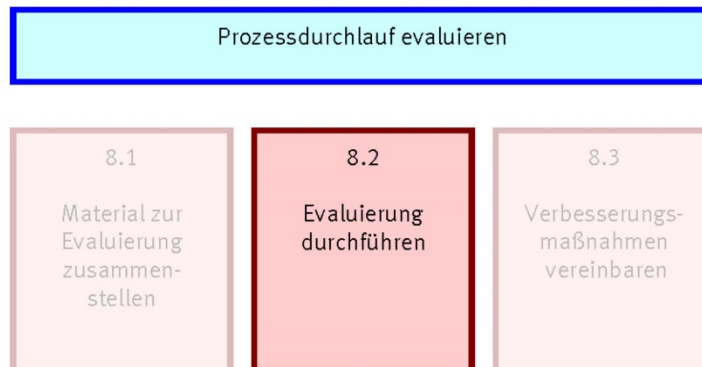 Prozessdurchlauf evaluieren
8.1
Material zur
Evaluierung
zusammen-
stellen
8.2
Evaluierung
durchführen
8.3
Verbesserungs-
maßnahmen
vereinbaren